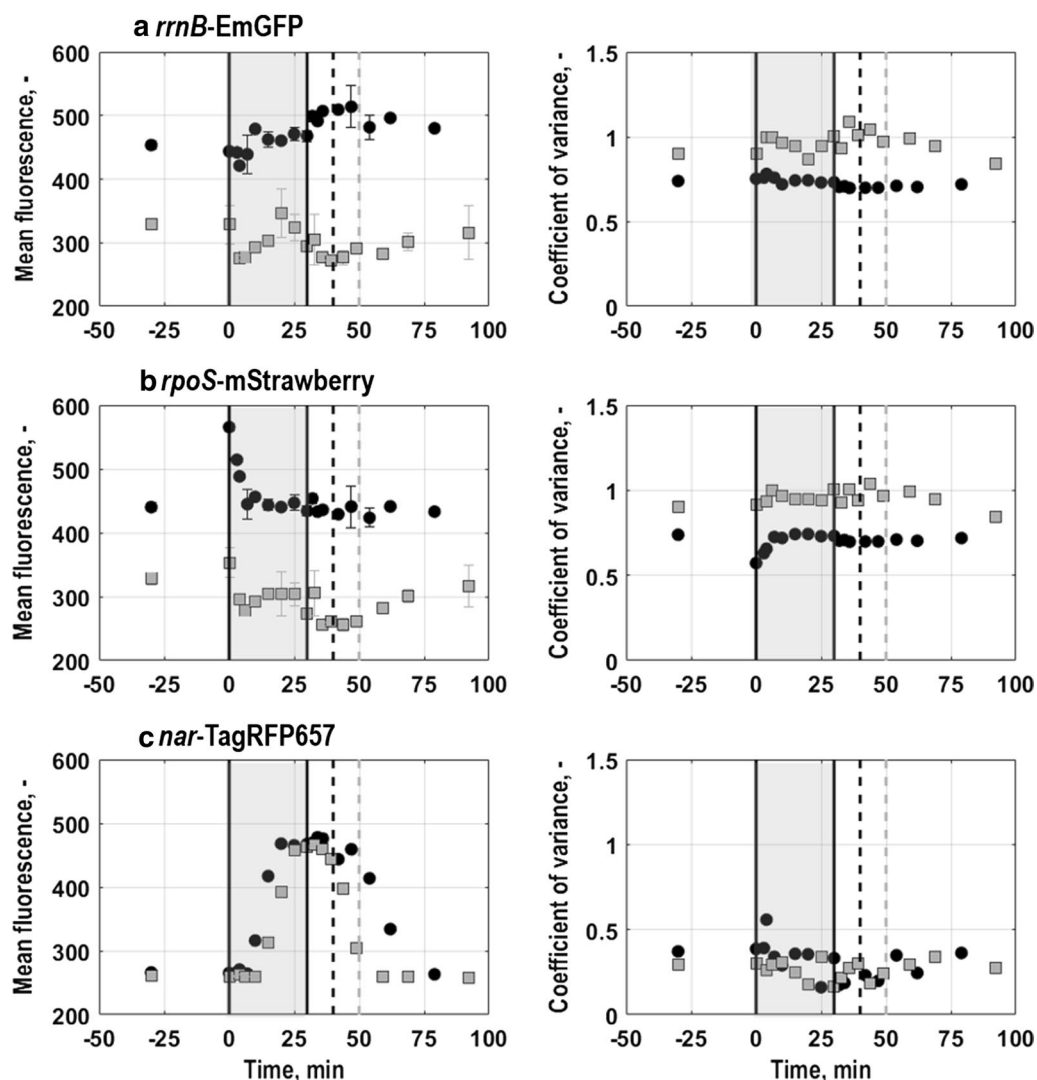 a rrnB-EmGFP
Mean fluorescence, -
600
500
400
300
200
-50 -25 0 25 50 75 100
Coefficient of variance, -
1.5
1
0.5
0
-50 -25 0 25 50 75 100
b rpoS-mStrawberry
Mean fluorescence, -
600
500
400
300
200
-50 -25 0 25 50 75 100
Coefficient of variance, -
1.5
1
0.5
0
-50 -25 0 25 50 75 100
c nar-TagRFP657
Mean fluorescence, -
600
500
400
300
200
-50 -25 0 25 50 75 100
Time, min
Coefficient of variance, -
1.5
1
0.5
0
-50 -25 0 25 50 75 100
Time, min